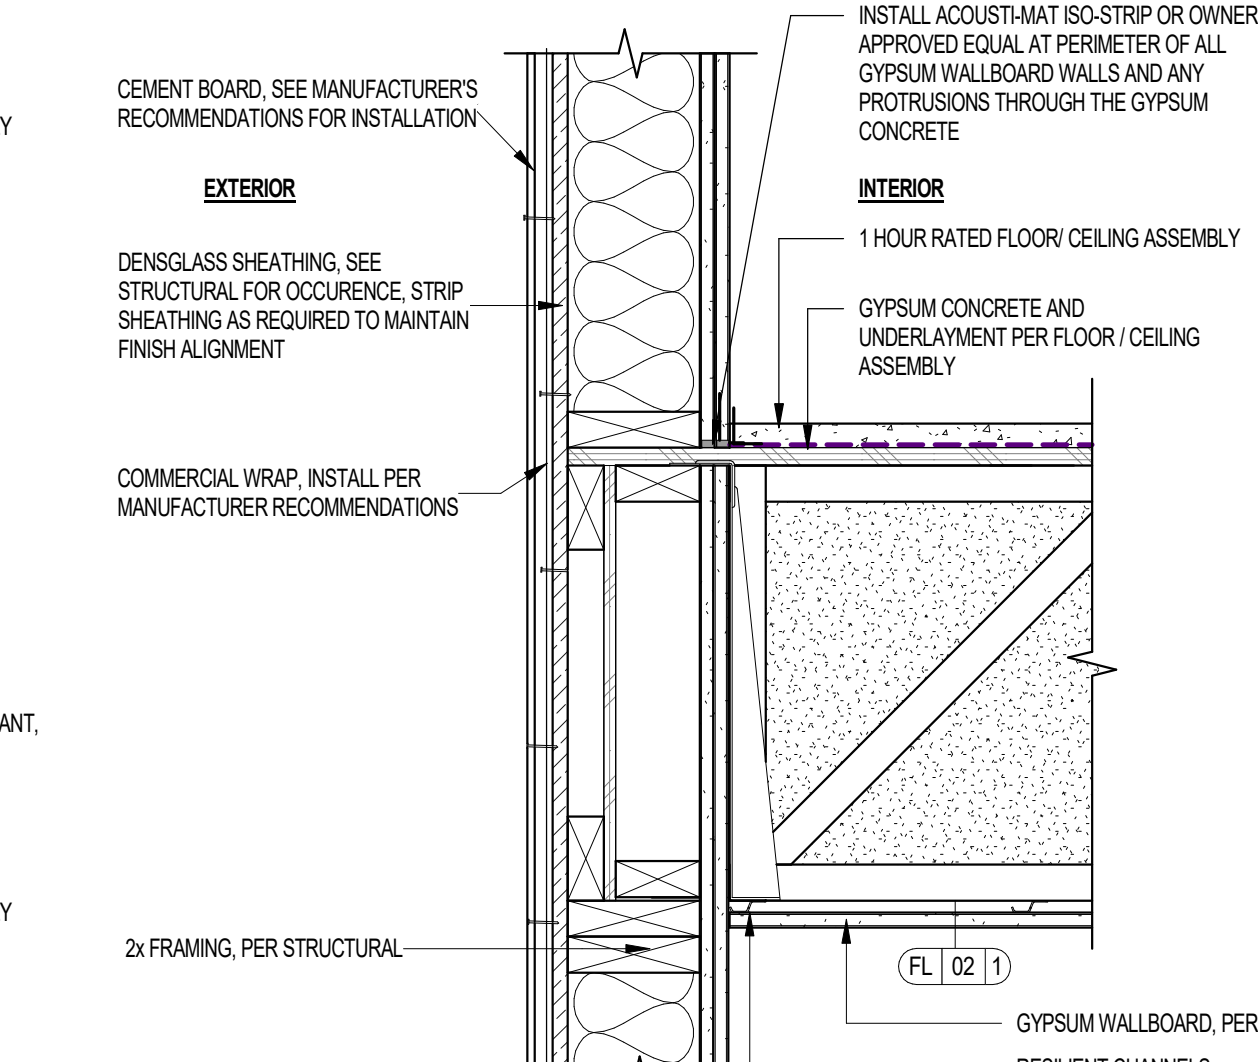 INSTALL ACOUSTI-MAT ISO-STRIP OR OWNER
APPROVED EQUAL AT PERIMETER OF ALL
GYPSUM WALLBOARD WALLS AND ANY
PROTRUSIONS THROUGH THE GYPSUM
CONCRETE
CEMENT BOARD, SEE MANUFACTURER'S
RECOMMENDATIONS FOR INSTALLATION
Y
EXTERIOR
INTERIOR
1 HOUR RATED FLOOR/ CEILING ASSEMBLY
DENSGLASS SHEATHING, SEE
STRUCTURAL FOR OCCURENCE, STRIP
SHEATHING AS REQUIRED TO MAINTAIN
FINISH ALIGNMENT
GYPSUM CONCRETE AND
UNDERLAYMENT PER FLOOR / CEILING
ASSEMBLY
COMMERCIAL WRAP, INSTALL PER
MANUFACTURER RECOMMENDATIONS
ANT,
Y
2x FRAMING, PER STRUCTURAL
FL 02 1
GYPSUM WALLBOARD, PER
RESILIENT CHANNELS